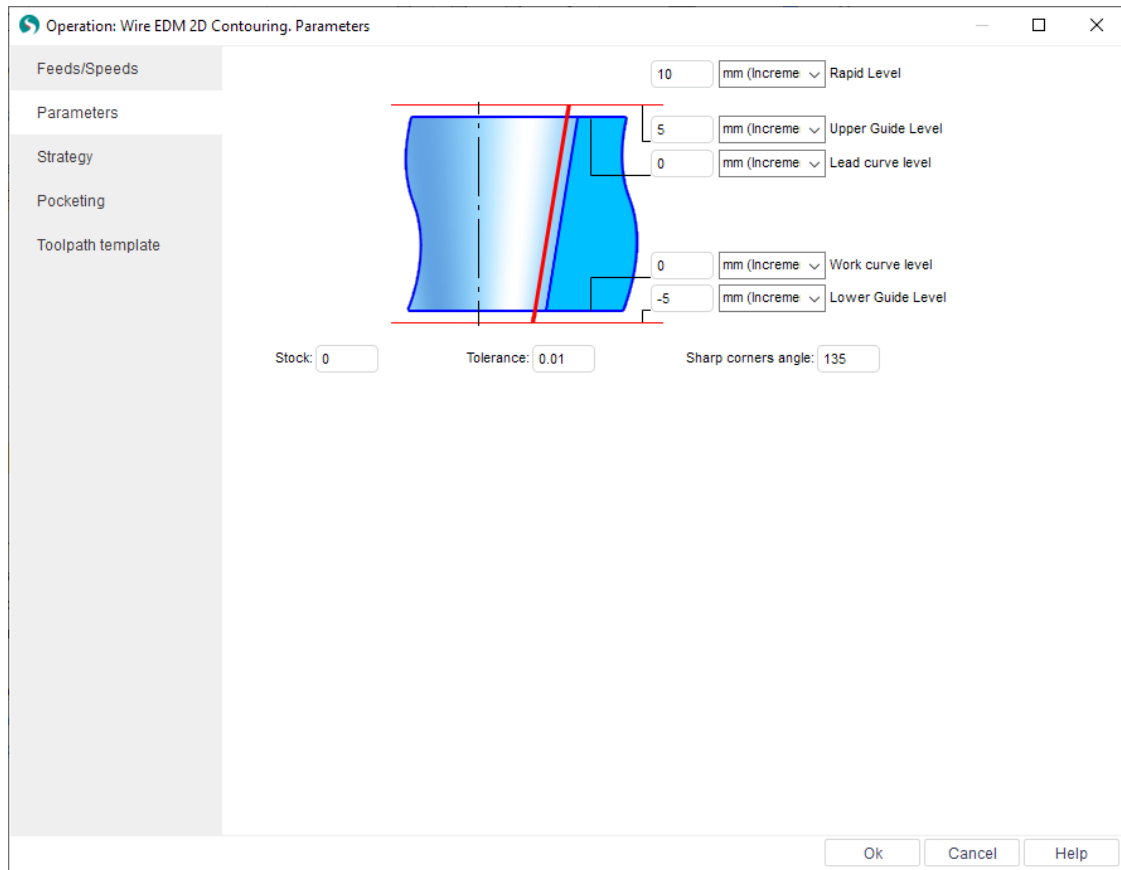 Operation: Wire EDM 2D Contouring. Parameters
Feeds/Speeds
Parameters
Strategy
Pocketing
Toolpath template
10 mm (Increme Rapid Level
5 mm (Increme Upper Guide Level
0 mm (Increme Lead curve level
0 mm (Increme Work curve level
-5 mm (Increme Lower Guide Level
Stock: 0 Tolerance: 0.01 Sharp corners angle: 135
Ok Cancel Help